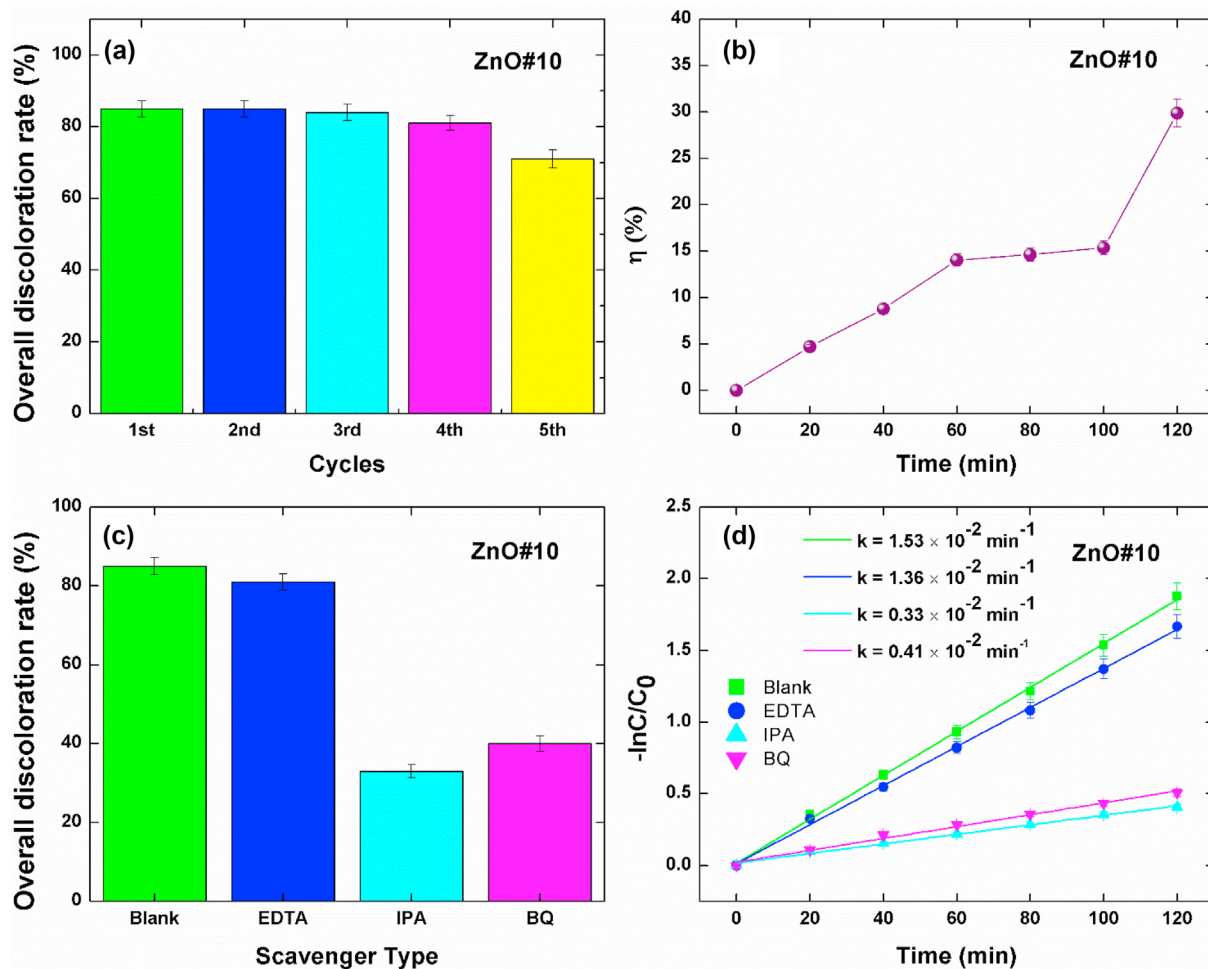 (a)
ZnO#10
Overall discoloration rate (%)
100
80
60
40
20
0
1st 2nd 3rd 4th 5th
Cycles
(b)
ZnO#10
η (%)
40
35
30
25
20
15
10
5
0
0 20 40 60 80 100 120
Time (min)
(c)
ZnO#10
Overall discoloration rate (%)
100
80
60
40
20
0
Blank EDTA IPA BQ
Scavenger Type
(d)
ZnO#10
k = 1.53 × 10⁻² min⁻¹
k = 1.36 × 10⁻² min⁻¹
k = 0.33 × 10⁻² min⁻¹
k = 0.41 × 10⁻² min⁻¹
Blank
EDTA
IPA
BQ
-lnC/C₀
2.5
2.0
1.5
1.0
0.5
0.0
0 20 40 60 80 100 120
Time (min)